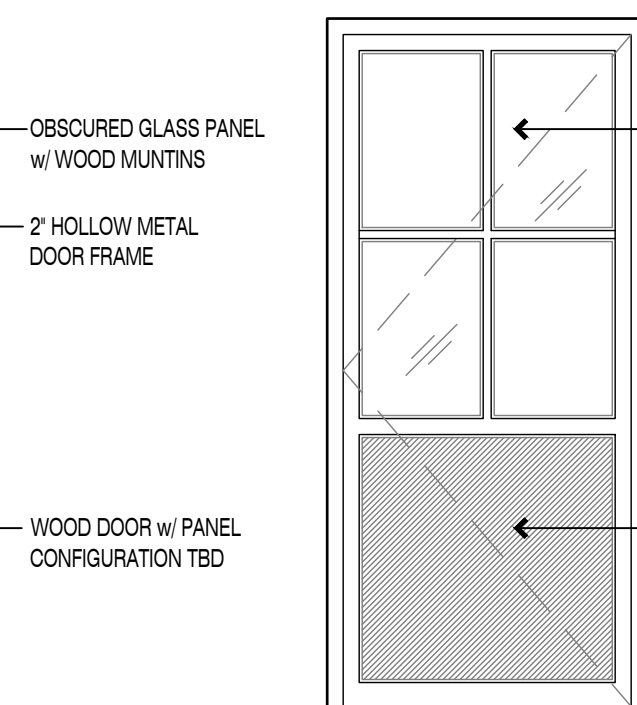 OBSCURED GLASS PANEL
w/ WOOD MUNTINS
2" HOLLOW METAL
DOOR FRAME
WOOD DOOR w/ PANEL
CONFIGURATION TBD